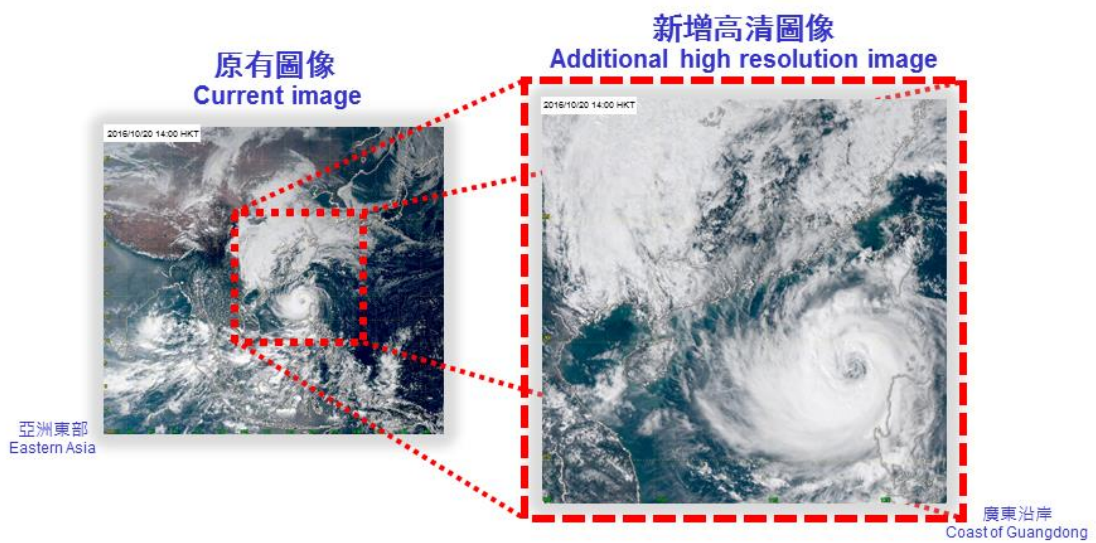 原有圖像
Current image
新增高清圖像
Additional high resolution image
2016/10/20 14:00 HKT
2016/10/20 14:00 HKT
亞洲東部
Eastern Asia
廣東沿岸
Coast of Guangdong